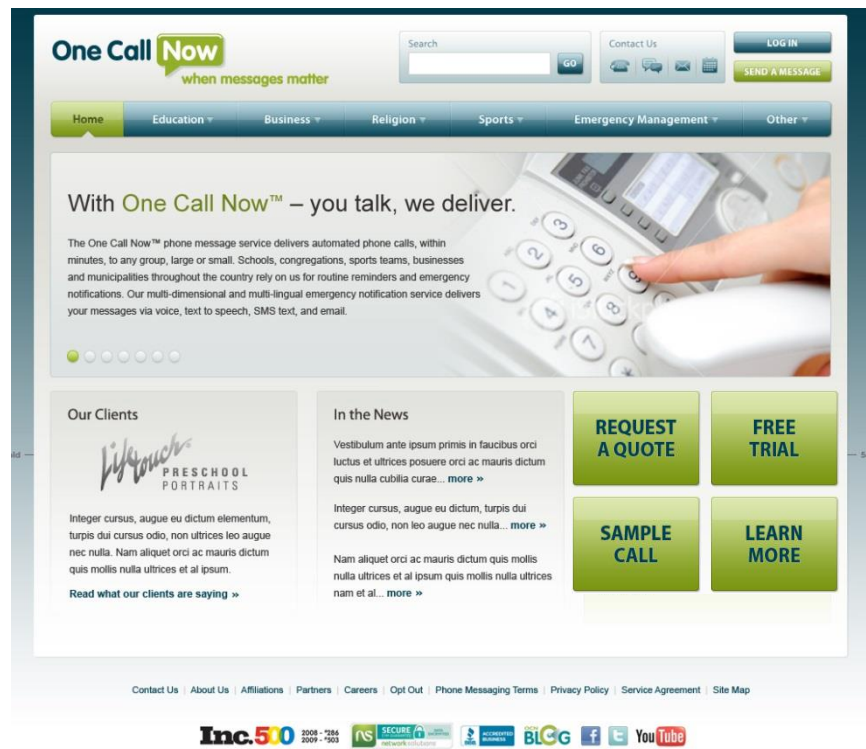 One Call Now
when messages matter
Search
GO
Contact Us
LOG IN
SEND A MESSAGE
Home Education Business Religion Sports Emergency Management Other
With One Call Now™ – you talk, we deliver.
The One Call Now™ phone message service delivers automated phone calls, within
minutes, to any group, large or small. Schools, congregations, sports teams, businesses
and municipalities throughout the country rely on us for routine reminders and emergency
notifications. Our multi-dimensional and multi-lingual emergency notification service delivers
your messages via voice, text to speech, SMS text, and email.
Our Clients
Lifetouch
PRESCHOOL
PORTRAITS
Integer cursus, augue eu dictum elementum,
turpis dui cursus odio, non ultrices leo augue
nec nulla. Nam aliquet orci ac mauris dictum
quis mollis nulla ultrices et al ipsum.
Read what our clients are saying »
In the News
Vestibulum ante ipsum primis in faucibus orci
luctus et ultrices posuere orci ac mauris dictum
quis nulla cubilia curae... more »
Integer cursus, augue eu dictum, turpis dui
cursus odio, non leo augue nec nulla... more »
Nam aliquet orci ac mauris dictum quis mollis
nulla ultrices et al ipsum quis mollis nulla ultrices
nam et al... more »
REQUEST
A QUOTE
FREE
TRIAL
SAMPLE
CALL
LEARN
MORE
Contact Us | About Us | Affiliations | Partners | Careers | Opt Out | Phone Messaging Terms | Privacy Policy | Service Agreement | Site Map
Inc.500
2008 - *286
2009 - *503
SECURE
networksolutions
BBB
ACCREDITED
BUSINESS
OCN
BLOG
f
t
YouTube